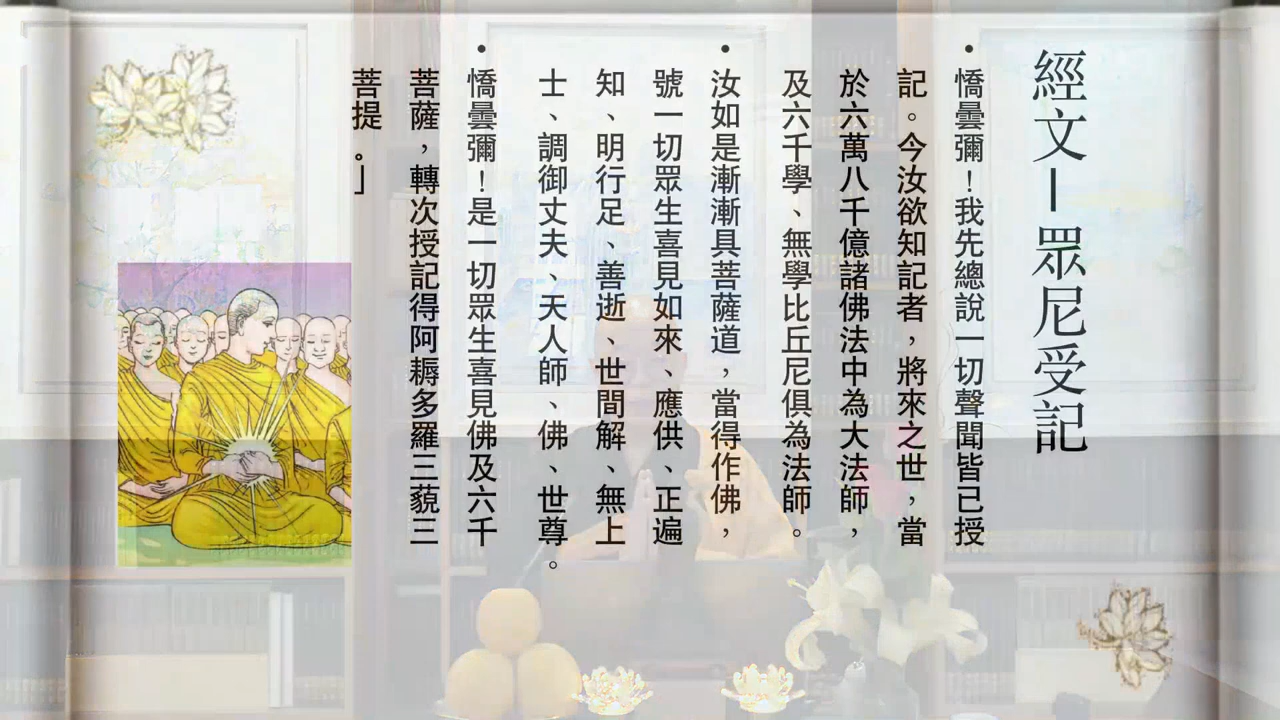 經文－眾尼受記
• 憍曇彌！我先總說一切聲聞皆已授
記。今汝欲知記者，將來之世，當
於六萬八千億諸佛法中為大法師，
及六千學、無學比丘尼俱為法師。
• 汝如是漸漸具菩薩道，當得作佛，
號一切眾生喜見如來、應供、正遍
知、明行足、善逝、世間解、無上
士、調御丈夫、天人師、佛、世尊。
• 憍曇彌！是一切眾生喜見佛及六千
菩薩，轉次授記得阿耨多羅三藐三
菩提。」